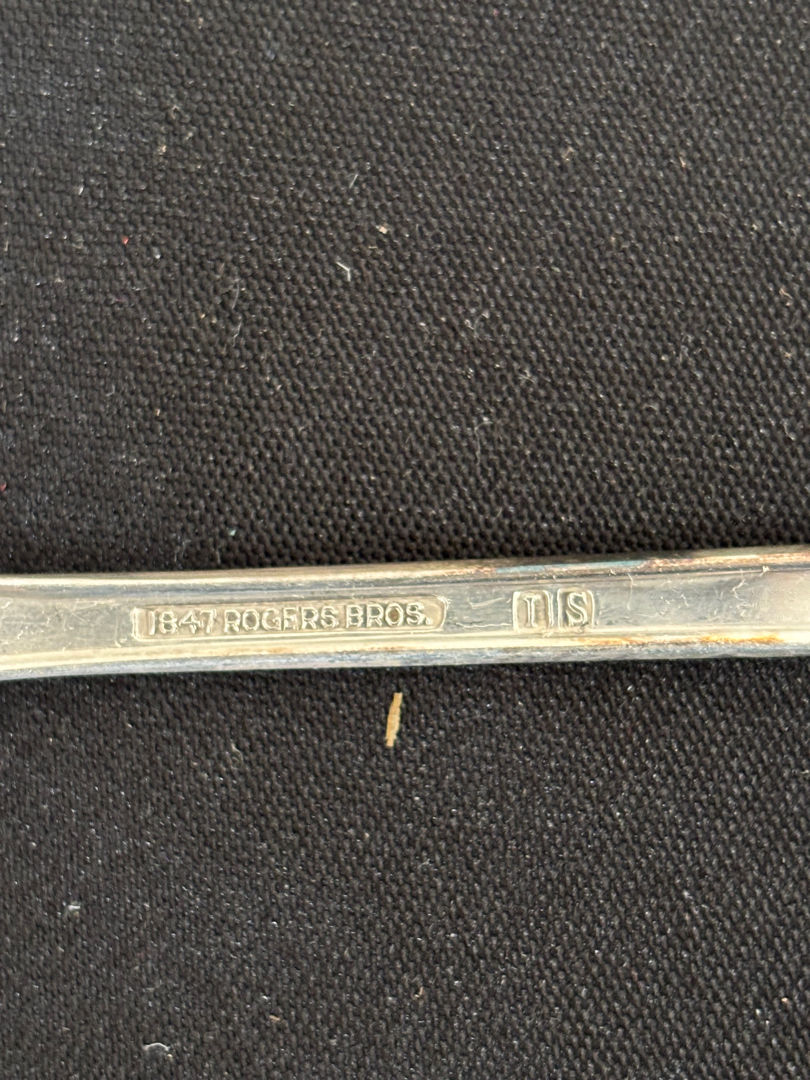 1847 ROGERS BROS. I S